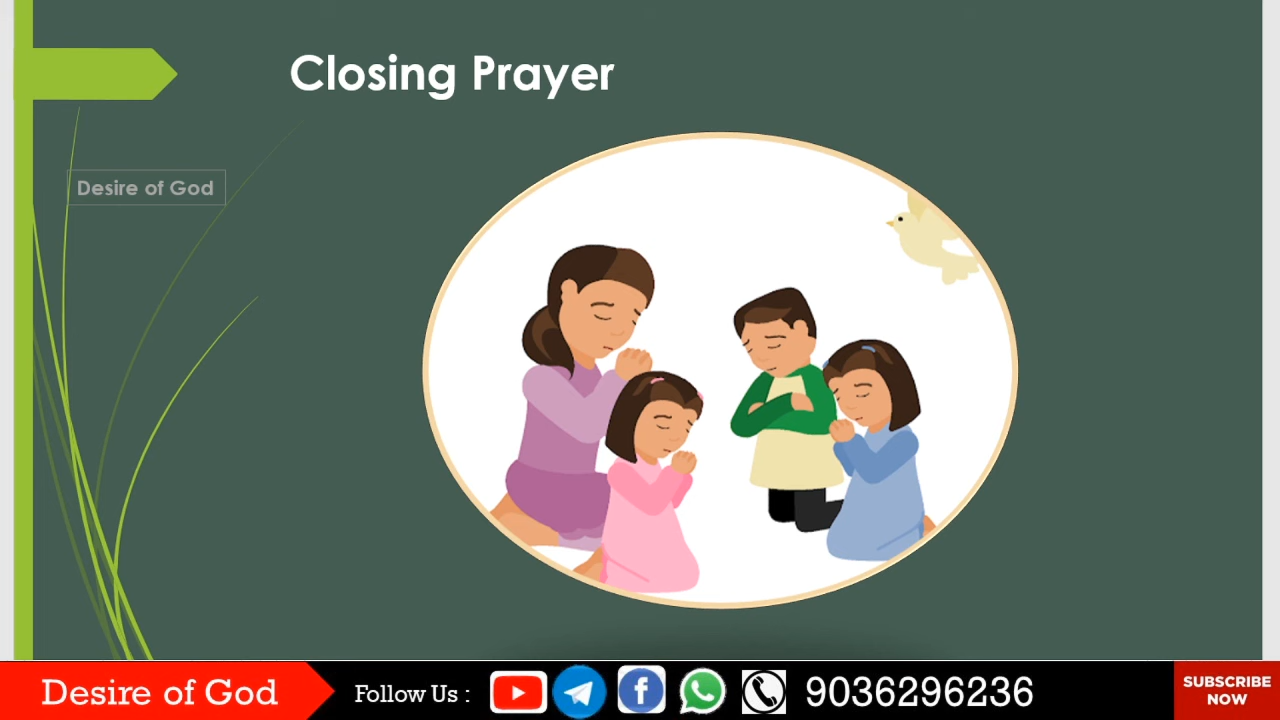 Closing Prayer
Desire of God
Desire of God
Follow Us :
9036296236
SUBSCRIBE
NOW